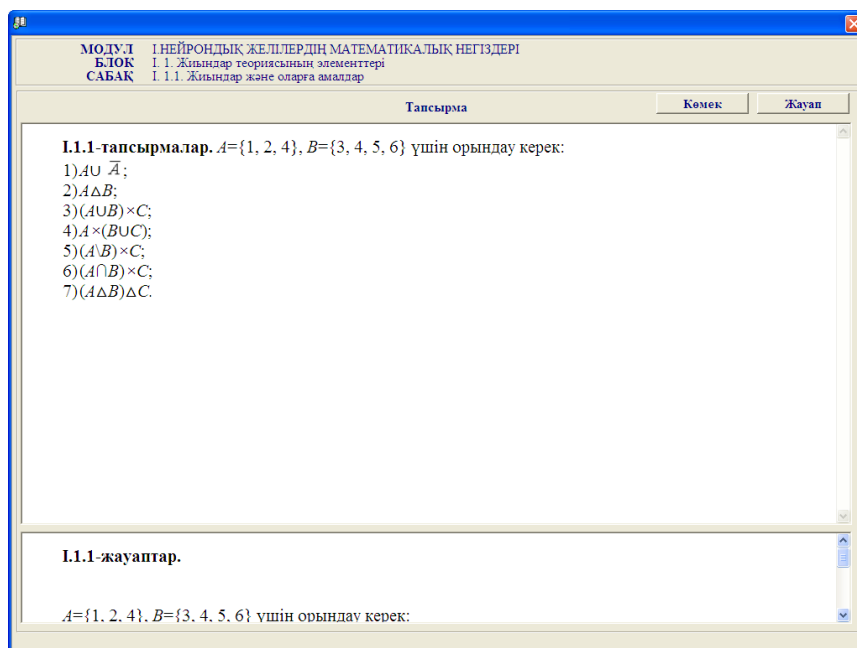 МОДУЛ I.НЕЙРОНДЫҚ ЖЕЛІЛЕРДІҢ МАТЕМАТИКАЛЫҚ НЕГІЗДЕРІ
БЛОК I. 1. Жиындар теориясының элементтері
САБАҚ I. 1.1. Жиындар және оларға амалдар
Тапсырма Көмек Жауап
I.1.1-тапсырмалар. A={1, 2, 4}, B={3, 4, 5, 6} үшін орындау керек:
1)A∪ A̅;
2)A△B;
3)(A∪B)×C;
4)A×(B∪C);
5)(A\B)×C;
6)(A∩B)×C;
7)(A△B)△C.
I.1.1-жауаптар.
A={1, 2, 4}, B={3, 4, 5, 6} үшін орындау керек: